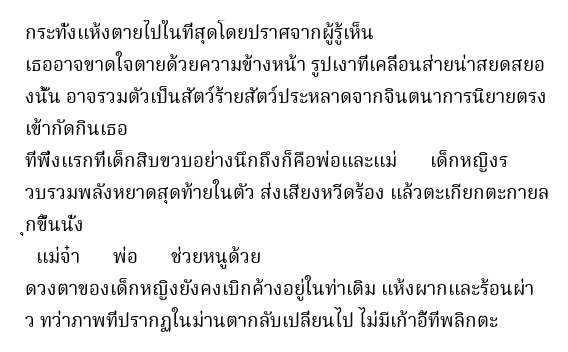 กระทั่งแห้งตายไปในที่สุดโดยปราศจากผู้รู้เห็น
เธออาจขาดใจตายด้วยความข้างหน้า รูปเงาที่เคลื่อนส่ายน่าสยดสยอ
งนั้น อาจรวมตัวเป็นสัตว์ร้ายสัตว์ประหลาดจากจินตนาการนิยายตรง
เข้ากัดกินเธอ
ที่พึ่งแรกที่เด็กสิบขวบอย่างนึกถึงก็คือพ่อและแม่ เด็กหญิงร
วบรวมพลังหยาดสุดท้ายในตัว ส่งเสียงหวีดร้อง แล้วตะเกียกตะกายล
ุกขึ้นนั่ง
แม่จ๋า พ่อ ช่วยหนูด้วย
ดวงตาของเด็กหญิงยังคงเบิกค้างอยู่ในท่าเดิม แห้งผากและร้อนผ่า
ว ทว่าภาพที่ปรากฏในม่านตากลับเปลี่ยนไป ไม่มีเก้าอี้ที่พลิกตะ